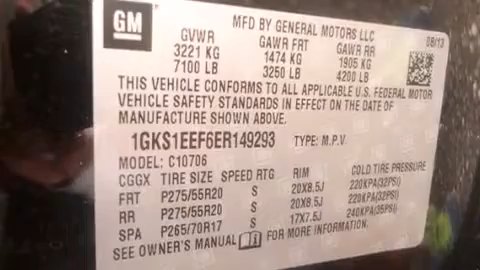 GM
MFD BY GENERAL MOTORS LLC
08/13
GVWR GAWR FRT GAWR RR
3221 KG 1474 KG 1905 KG
7100 LB 3250 LB 4200 LB
THIS VEHICLE CONFORMS TO ALL APPLICABLE U.S. FEDERAL MOTOR
VEHICLE SAFETY STANDARDS IN EFFECT ON THE DATE OF
MANUFACTURE SHOWN ABOVE.
1GKS1EEF6ER149293 TYPE: M.P.V
MODEL: C10706
CGGX TIRE SIZE SPEED RTG RIM COLD TIRE PRESSURE
FRT P275/55R20 S 20X8.5J 220KPA(32PSI)
RR P275/55R20 S 20X8.5J 220KPA(32PSI)
SPA P265/70R17 S 17X7.5J 240KPA(35PSI)
SEE OWNER'S MANUAL FOR MORE INFORMATION.